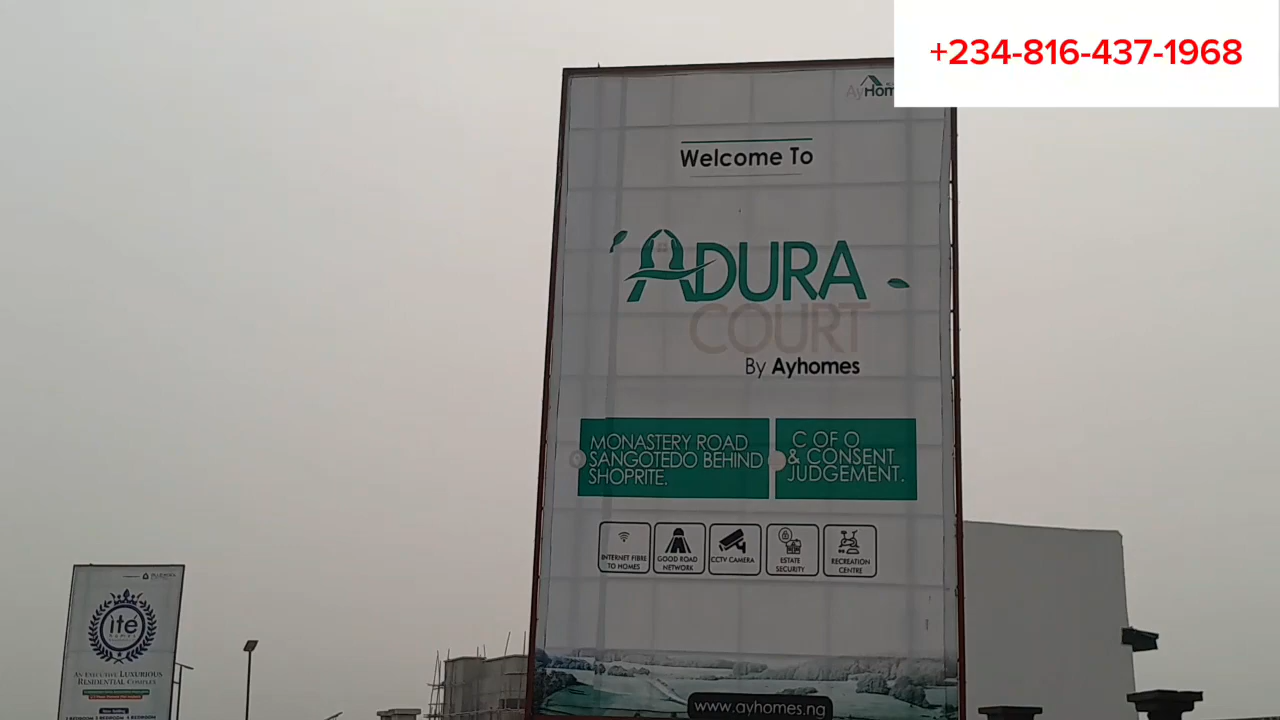 +234-816-437-1968
Welcome To
ADURA
COURT
By Ayhomes
MONASTERY ROAD
SANGOTEDO BEHIND
SHOPRITE.
C OF O
& CONSENT
JUDGEMENT.
INTERNET FIBRE
TO HOMES
GOOD ROAD
NETWORK
CCTV CAMERA
ESTATE
SECURITY
RECREATION
CENTRE
www.ayhomes.ng
ite
AN EXECUTIVE LUXURIOUS
RESIDENTIAL COMPLEX